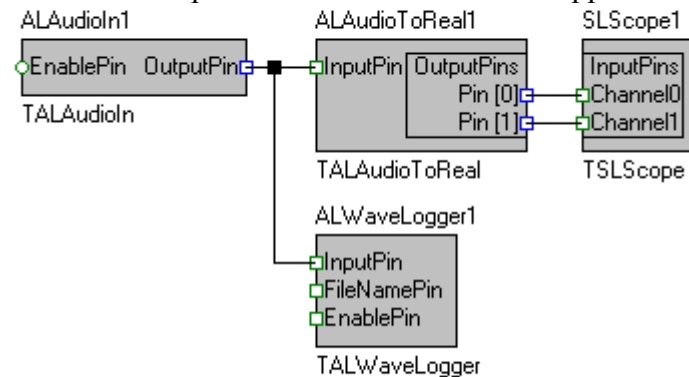 ALAudioIn1
EnablePin OutputPin
TALAudioIn
ALAudioToReal1
InputPin
OutputPins
Pin [0]
Pin [1]
TALAudioToReal
SLScope1
InputPins
Channel0
Channel1
TSLScope
ALWaveLogger1
InputPin
FileNamePin
EnablePin
TALWaveLogger